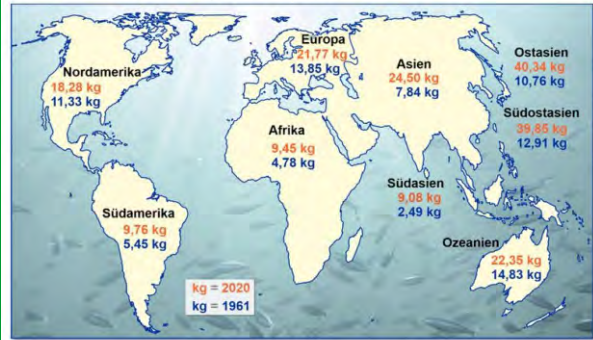 Nordamerika
18,28 kg
11,33 kg
Europa
21,77 kg
13,85 kg
Asien
24,50 kg
7,84 kg
Ostasien
40,34 kg
10,76 kg
Südostasien
39,85 kg
12,91 kg
Afrika
9,45 kg
4,78 kg
Südasien
9,08 kg
2,49 kg
Südamerika
9,76 kg
5,45 kg
Ozeanien
22,35 kg
14,83 kg
kg = 2020
kg = 1961